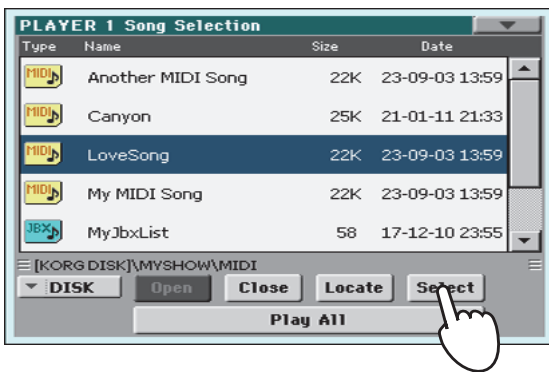 PLAYER 1 Song Selection
Type Name Size Date
MIDI Another MIDI Song 22K 23-09-03 13:59
MIDI Canyon 25K 21-01-11 21:33
MIDI LoveSong 22K 23-09-03 13:59
MIDI My MIDI Song 22K 23-09-03 13:59
JBX MyJbxList 58 17-12-10 23:55
[KORG DISK]\MYSHOW\MIDI
DISK Open Close Locate Select
Play All